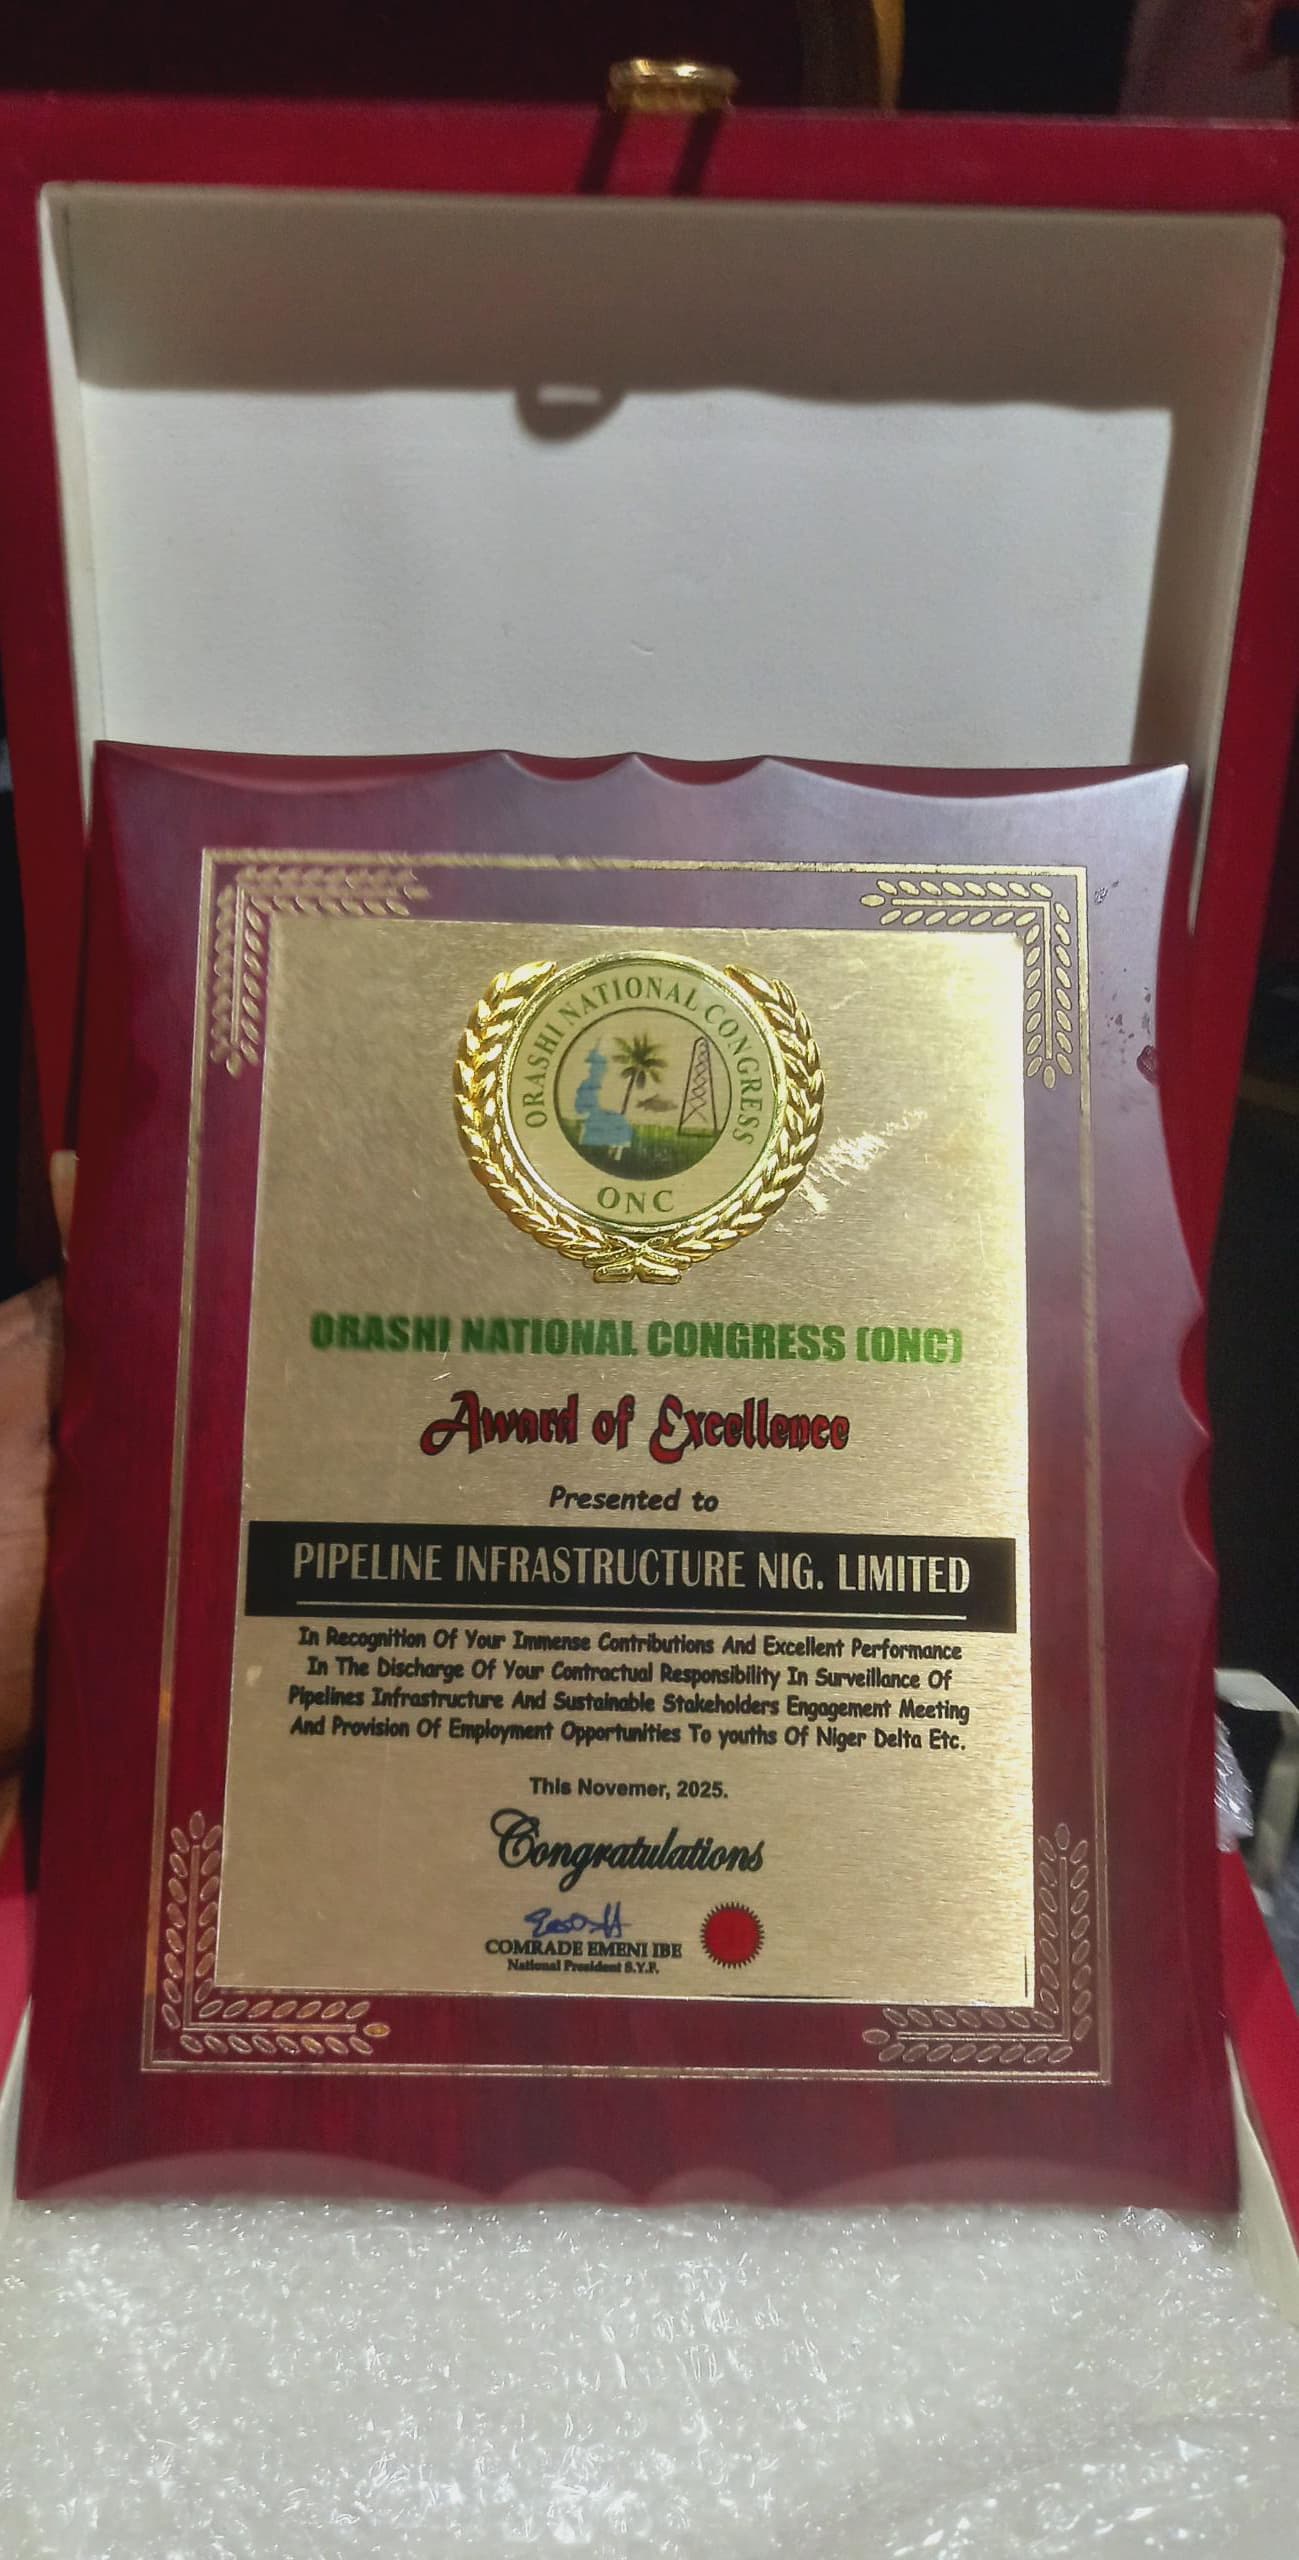 ORASHI NATIONAL CONGRESS
ONC
ORASHI NATIONAL CONGRESS (ONC)
Award of Excellence
Presented to
PIPELINE INFRASTRUCTURE NIG. LIMITED
In Recognition Of Your Immense Contributions And Excellent Performance
In The Discharge Of Your Contractual Responsibility In Surveillance Of
Pipelines Infrastructure And Sustainable Stakeholders Engagement Meeting
And Provision Of Employment Opportunities To youths Of Niger Delta Etc.
This Novemer, 2025.
Congratulations
COMRADE EMENI IBE
National President S.Y.F.